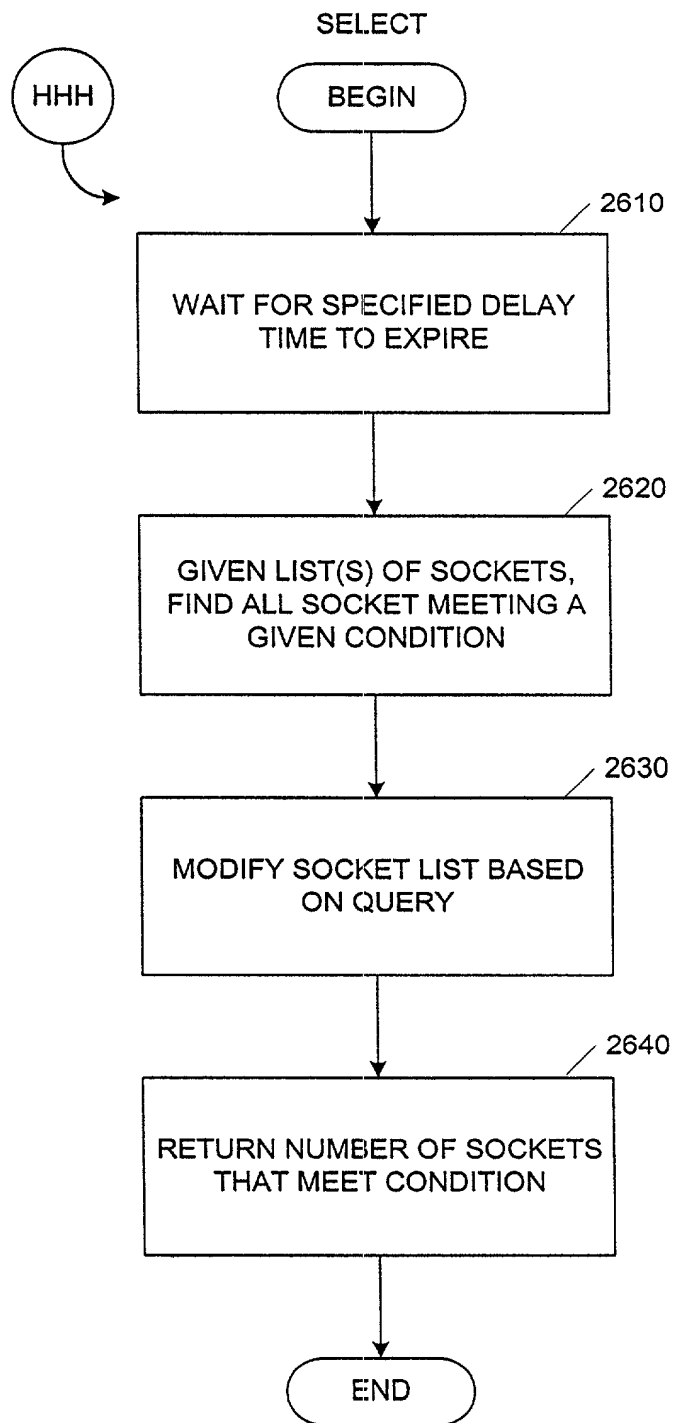 SELECT
HHH
BEGIN
2610
WAIT FOR SPECIFIED DELAY
TIME TO EXPIRE
2620
GIVEN LIST(S) OF SOCKETS,
FIND ALL SOCKET MEETING A
GIVEN CONDITION
2630
MODIFY SOCKET LIST BASED
ON QUERY
2640
RETURN NUMBER OF SOCKETS
THAT MEET CONDITION
END